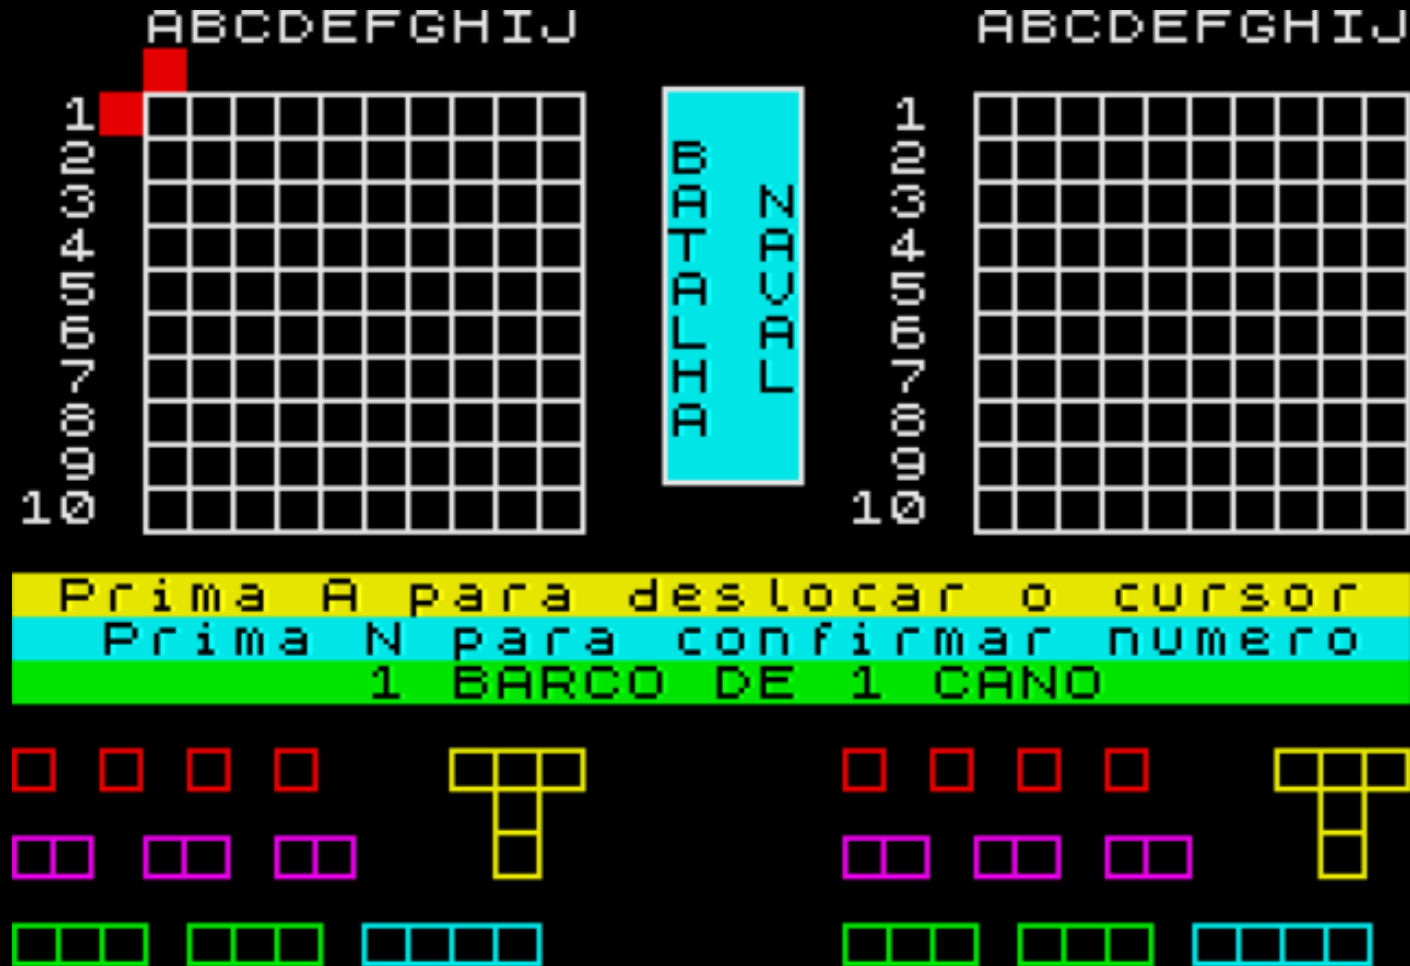 ABCDEFGHIJ
ABCDEFGHIJ
1
2
3
4
5
6
7
8
9
10
BATALHA
NAVAL
1
2
3
4
5
6
7
8
9
10
Prima A para deslocar o cursor
Prima N para confirmar numero
1 BARCO DE 1 CANO